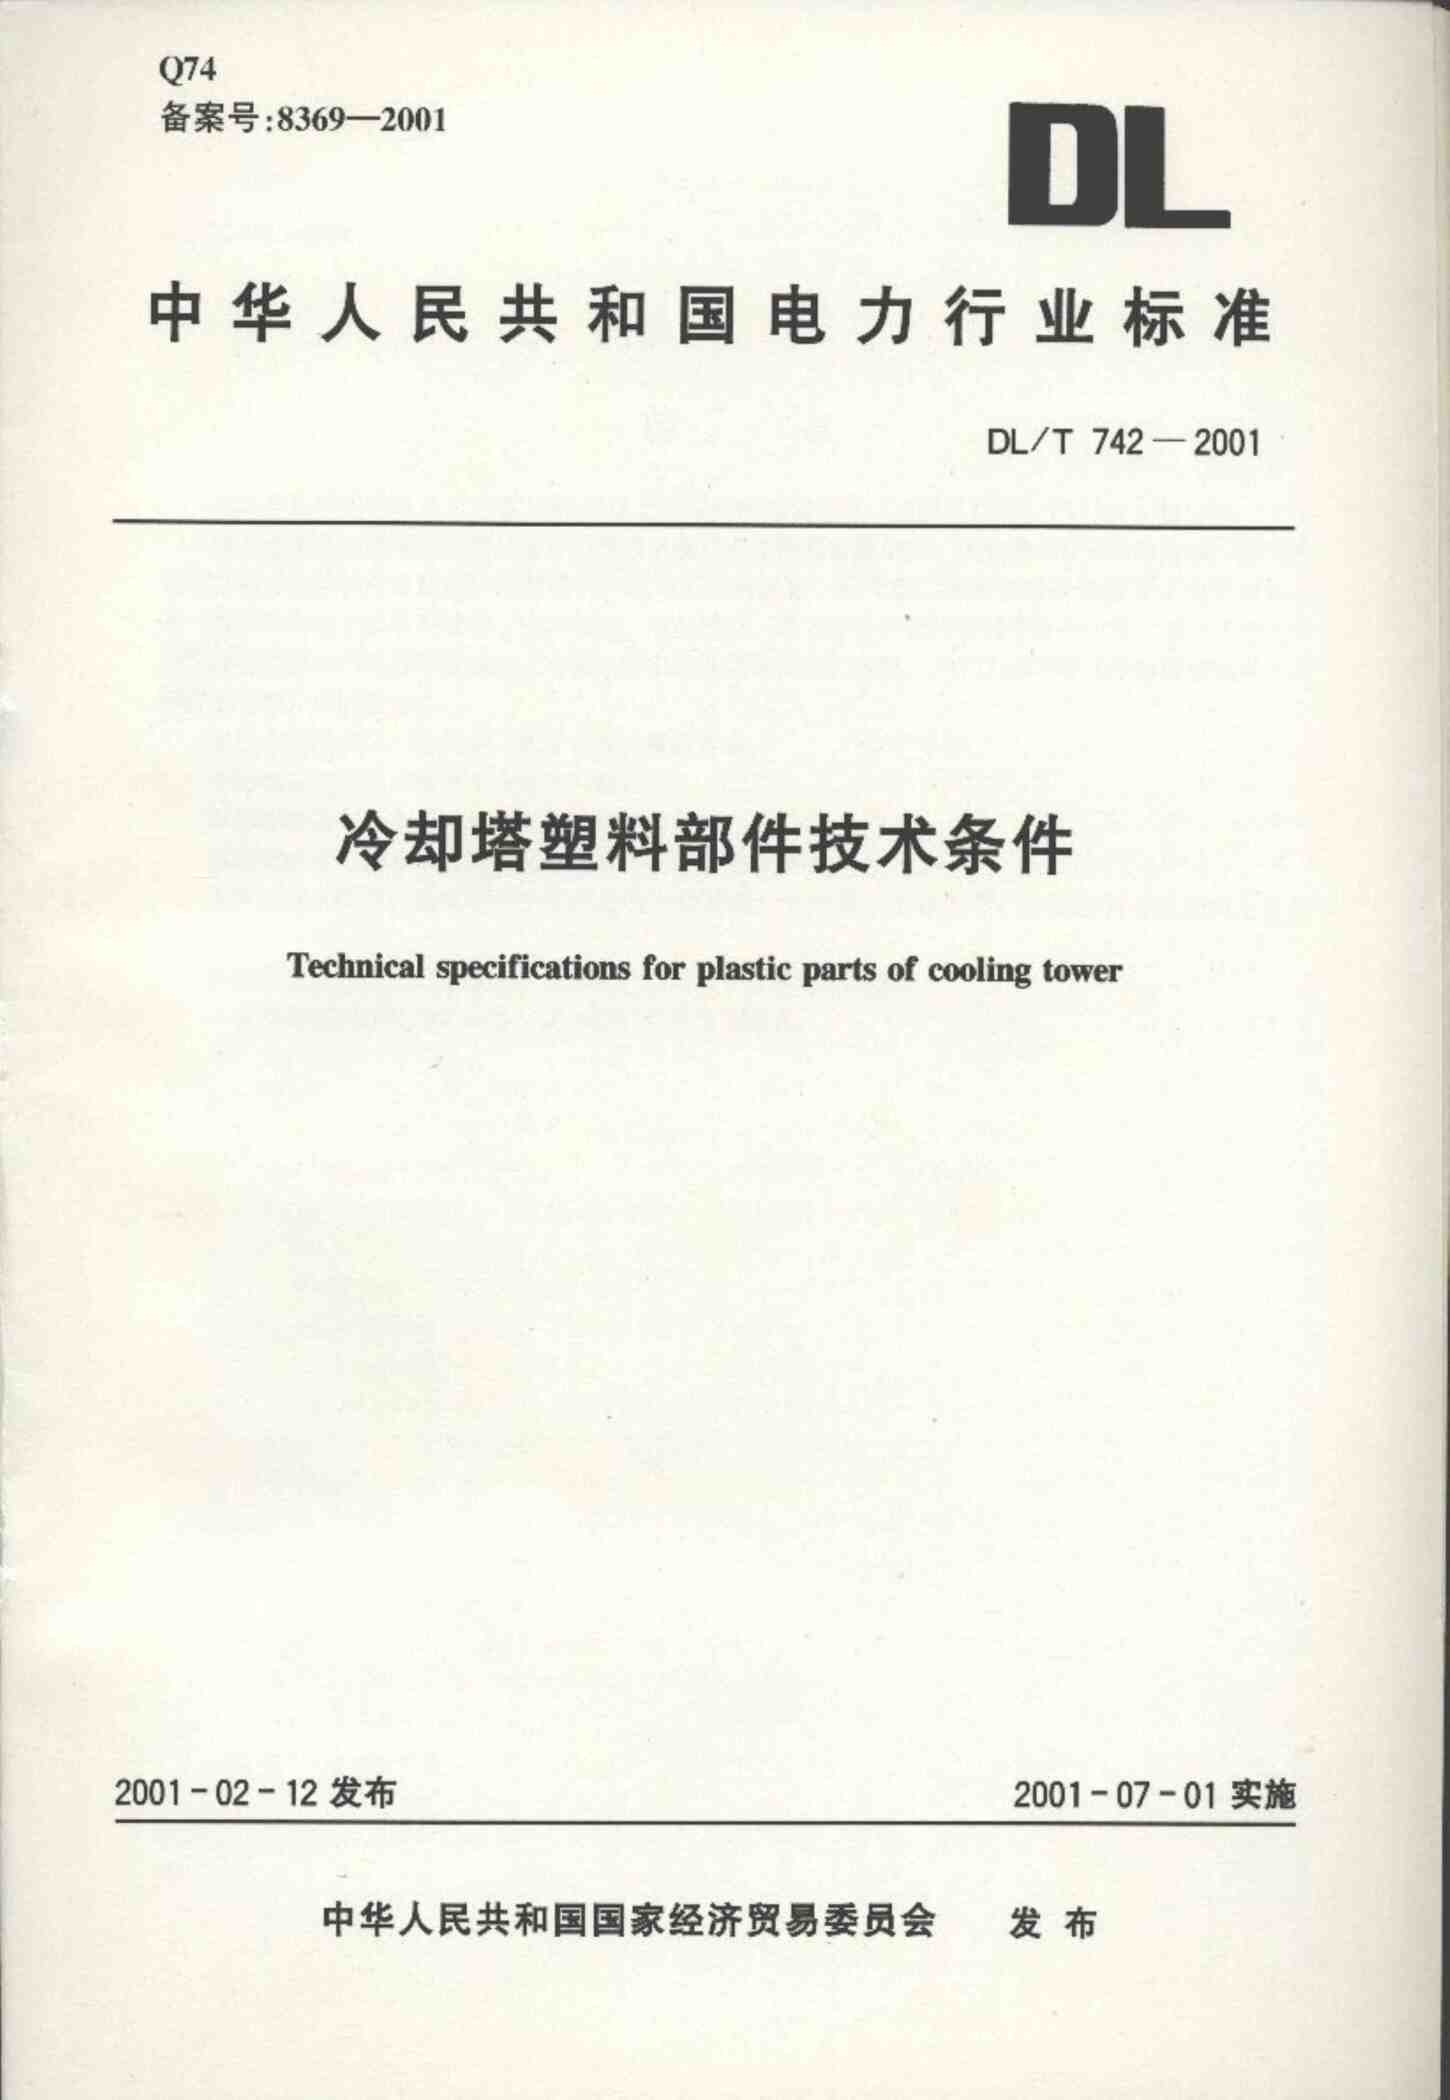 Q74
备案号:8369—2001
DL
中华人民共和国电力行业标准
DL/T 742—2001
冷却塔塑料部件技术条件
Technical specifications for plastic parts of cooling tower
2001-02-12 发布
2001-07-01 实施
中华人民共和国国家经济贸易委员会 发布